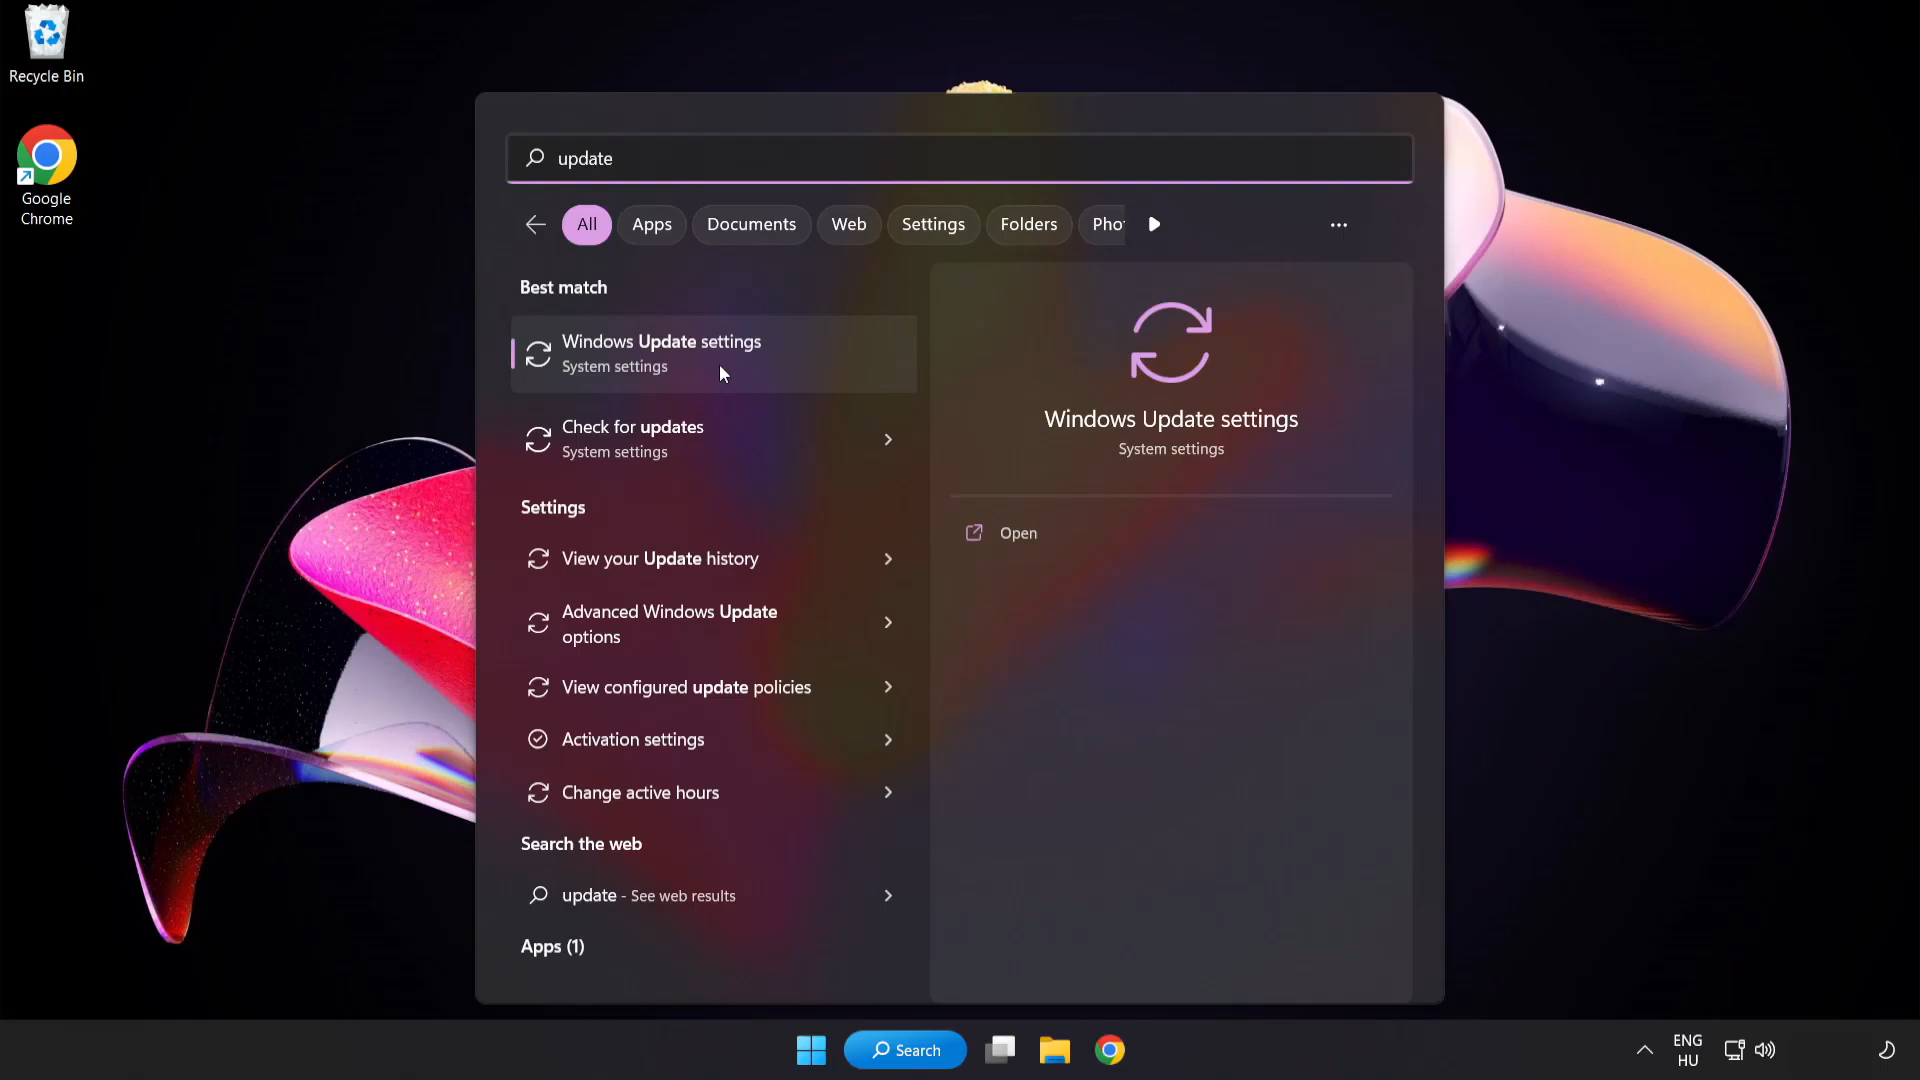 Recycle Bin
Google
Chrome
update
All
Apps
Documents
Web
Settings
Folders
Pho
Best match
Windows Update settings
System settings
Check for updates
System settings
Settings
View your Update history
Advanced Windows Update
options
View configured update policies
Activation settings
Change active hours
Search the web
update - See web results
Apps (1)
Windows Update settings
System settings
Open
Search
ENG
HU